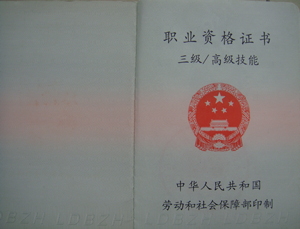 职业资格证书
三级/高级技能
中华人民共和国
劳动和社会保障部印制